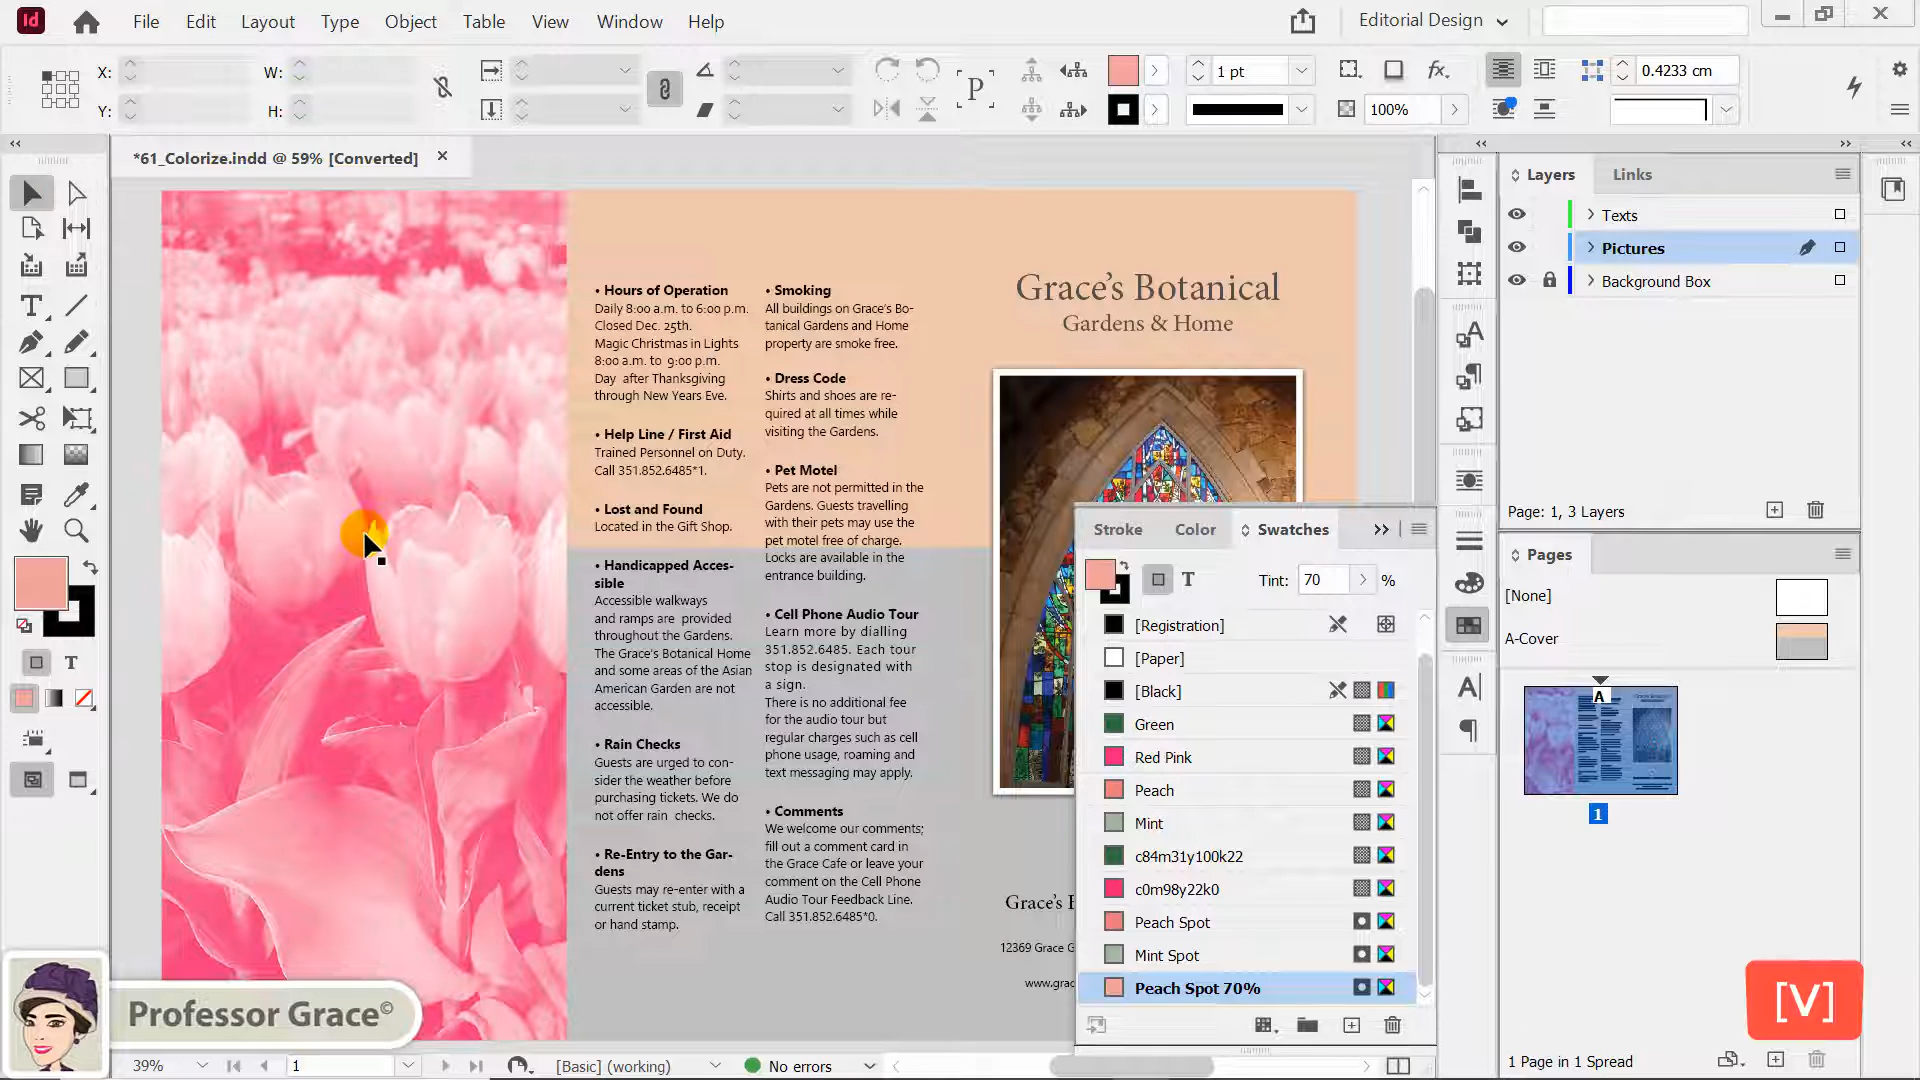 Id
File Edit Layout Object Type Table View Window Help
Editorial Design
X: W:
Y: H:
P
1 pt
fx.
0.4233 cm
100%
*61_Colorize.indd @ 59% [Converted]
• Hours of Operation
Daily 8:00 a.m. to 6:00 p.m.
Closed Dec. 25th.
Magic Christmas in Lights
8:00 a.m. to 9:00 p.m.
Day after Thanksgiving
through New Years Eve.
• Help Line / First Aid
Trained Personnel on Duty.
Call 351.852.6485*1.
• Lost and Found
Located in the Gift Shop.
• Handicapped Acces-
sible
Accessible walkways
and ramps are provided
throughout the Gardens.
The Grace's Botanical Home
and some areas of the Asian
American Garden are not
accessible.
• Rain Checks
Guests are urged to con-
sider the weather before
purchasing tickets. We do
not offer rain checks.
• Re-Entry to the Gar-
dens
Guests may re-enter with a
current ticket stub, receipt
or hand stamp.
• Smoking
All buildings on Grace's Bo-
tanical Gardens and Home
property are smoke free.
• Dress Code
Shirts and shoes are re-
quired at all times while
visiting the Gardens.
• Pet Motel
Pets are not permitted in the
Gardens. Guests travelling
with their pets may use the
pet motel free of charge.
Locks are available in the
entrance building.
• Cell Phone Audio Tour
Learn more by dialling
351.852.6485. Each tour
stop is designated with
a sign.
There is no additional fee
for the audio tour but
regular charges such as cell
phone usage, roaming and
text messaging may apply.
• Comments
We welcome our comments;
fill out a comment card in
the Grace Cafe or leave your
comment on the Cell Phone
Audio Tour Feedback Line.
Call 351.852.6485*0.
Grace's Botanical
Gardens & Home
Grace's B
12369 Grace G
www.grac
Stroke Color Swatches
T Tint: 70 %
[Registration]
[Paper]
[Black]
Green
Red Pink
Peach
Mint
c84m31y100k22
c0m98y22k0
Peach Spot
Mint Spot
Peach Spot 70%
Layers Links
Texts
Pictures
Background Box
Page: 1, 3 Layers
Pages
[None]
A-Cover
A
1
1 Page in 1 Spread
[V]
Professor Grace©
39% 1 [Basic] (working) No errors